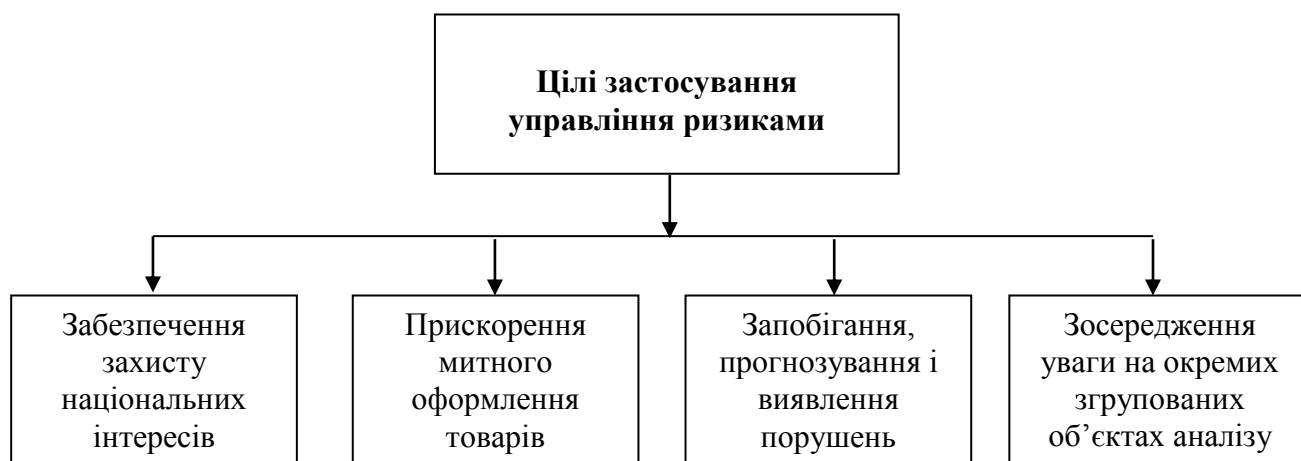 Цілі застосування
управління ризиками
Забезпечення
захисту
національних
інтересів
Прискорення
митного
оформлення
товарів
Запобігання,
прогнозування і
виявлення
порушень
Зосередження
уваги на окремих
згрупованих
об’єктах аналізу